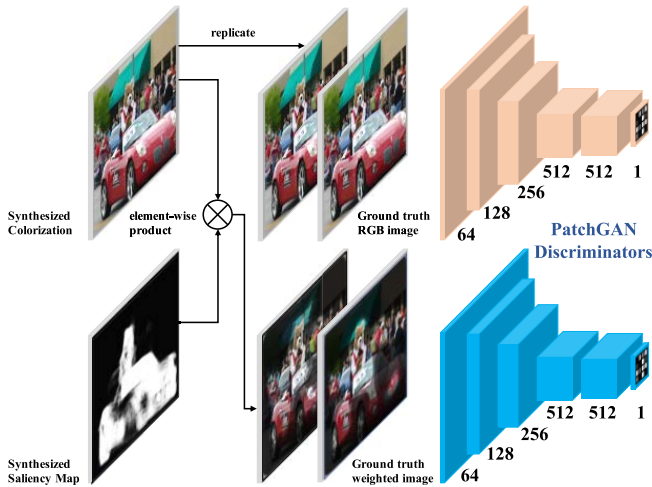 replicate
Synthesized
Colorization
element-wise
product
Ground truth
RGB image
64
128
256
512
512
1
PatchGAN
Discriminators
Synthesized
Saliency Map
Ground truth
weighted image
64
128
256
512
512
1